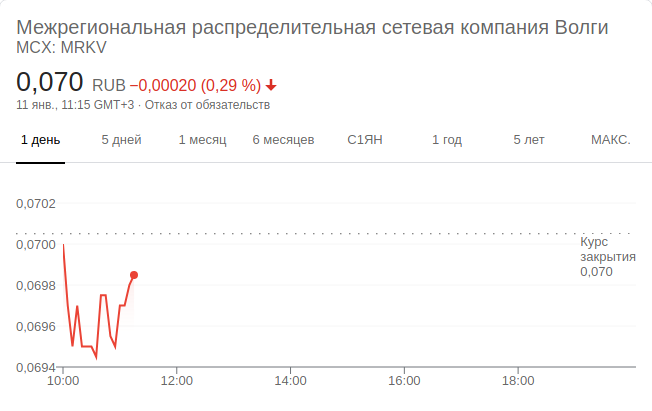 Межрегиональная распределительная сетевая компания Волги
MCX: MRKV
0,070 RUB −0,00020 (0,29 %)
11 янв., 11:15 GMT+3 · Отказ от обязательств
1 день 5 дней 1 месяц 6 месяцев С1ЯН 1 год 5 лет МАКС.
0,0702
0,0700
0,0698
0,0696
0,0694
Курс
закрытия
0,070
10:00 12:00 14:00 16:00 18:00